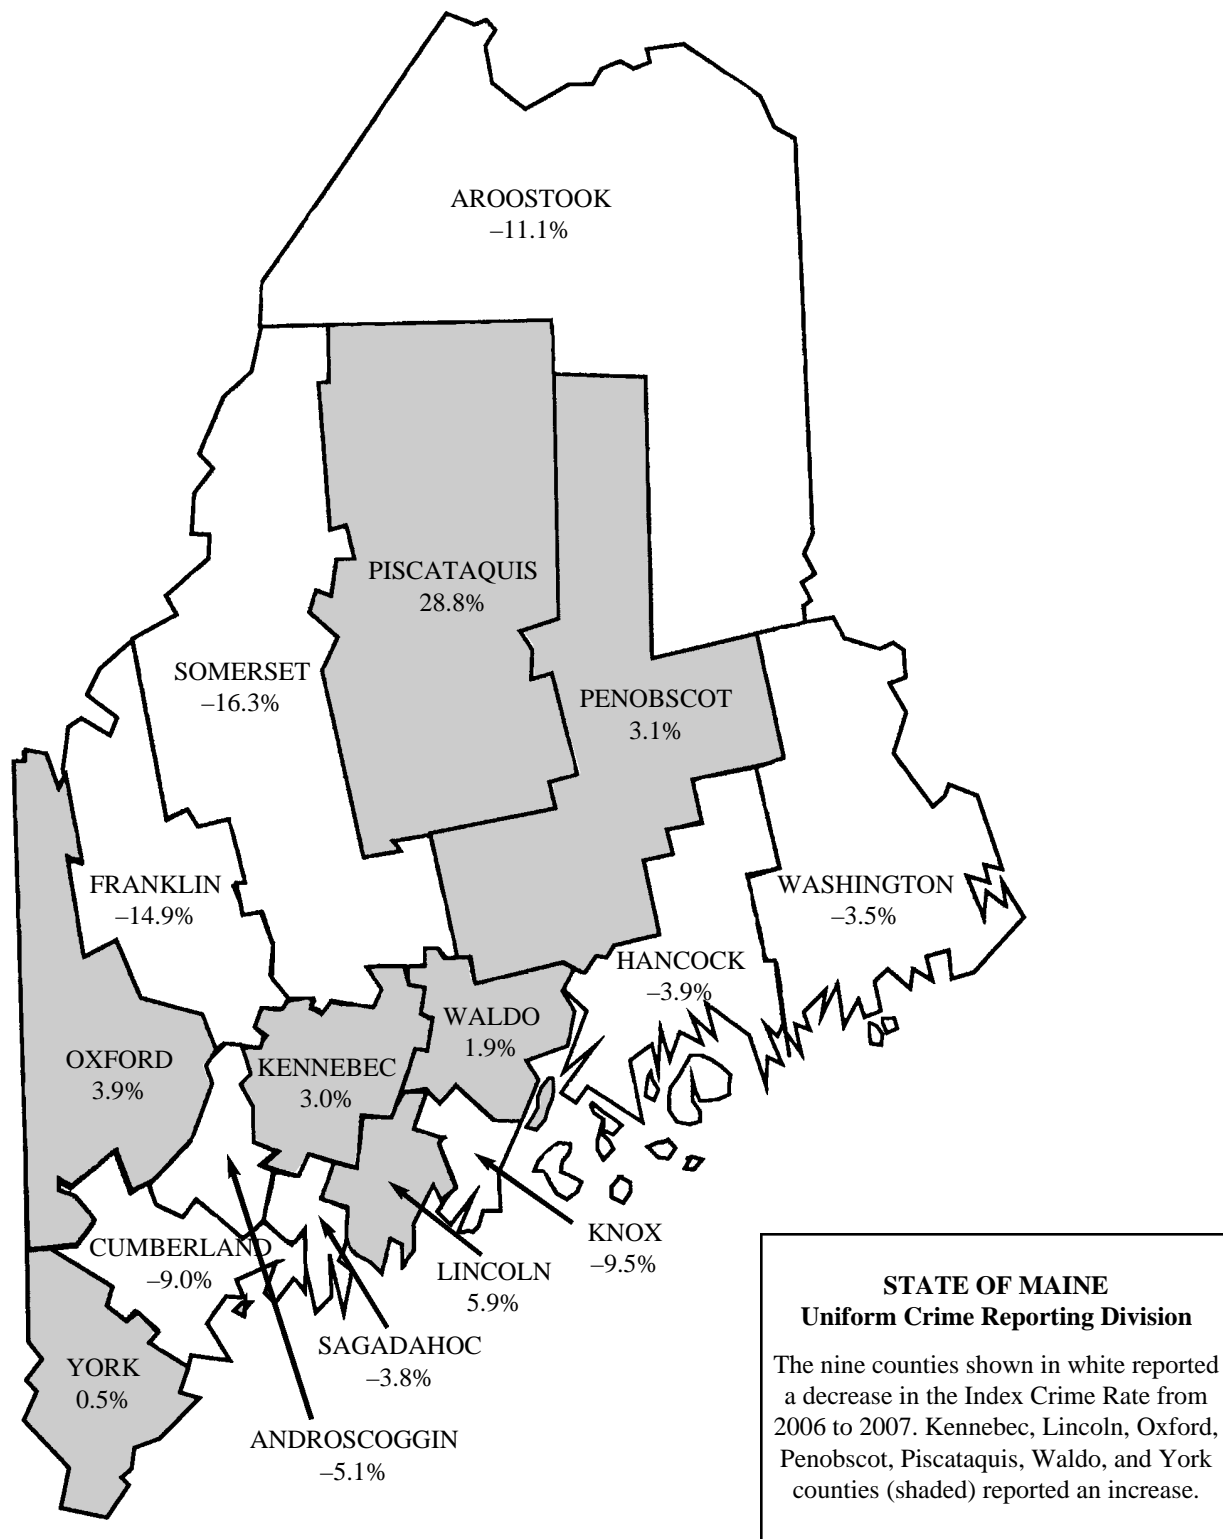 AROOSTOOK
–11.1%
PISCATAQUIS
28.8%
SOMERSET
–16.3%
PENOBSCOT
3.1%
FRANKLIN
–14.9%
WASHINGTON
–3.5%
HANCOCK
–3.9%
WALDO
1.9%
OXFORD
3.9%
KENNEBEC
3.0%
CUMBERLAND
–9.0%
KNOX
–9.5%
LINCOLN
5.9%
SAGADAHOC
–3.8%
YORK
0.5%
ANDROSCOGGIN
–5.1%
STATE OF MAINE
Uniform Crime Reporting Division
The nine counties shown in white reported
a decrease in the Index Crime Rate from
2006 to 2007. Kennebec, Lincoln, Oxford,
Penobscot, Piscataquis, Waldo, and York
counties (shaded) reported an increase.